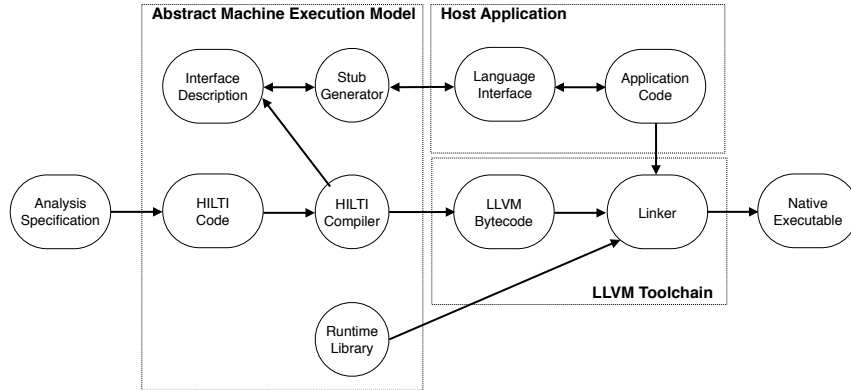 Abstract Machine Execution Model
Host Application
Interface
Description
Stub
Generator
Language
Interface
Application
Code
Analysis
Specification
HILTI
Code
HILTI
Compiler
LLVM
Bytecode
Linker
Native
Executable
LLVM Toolchain
Runtime
Library